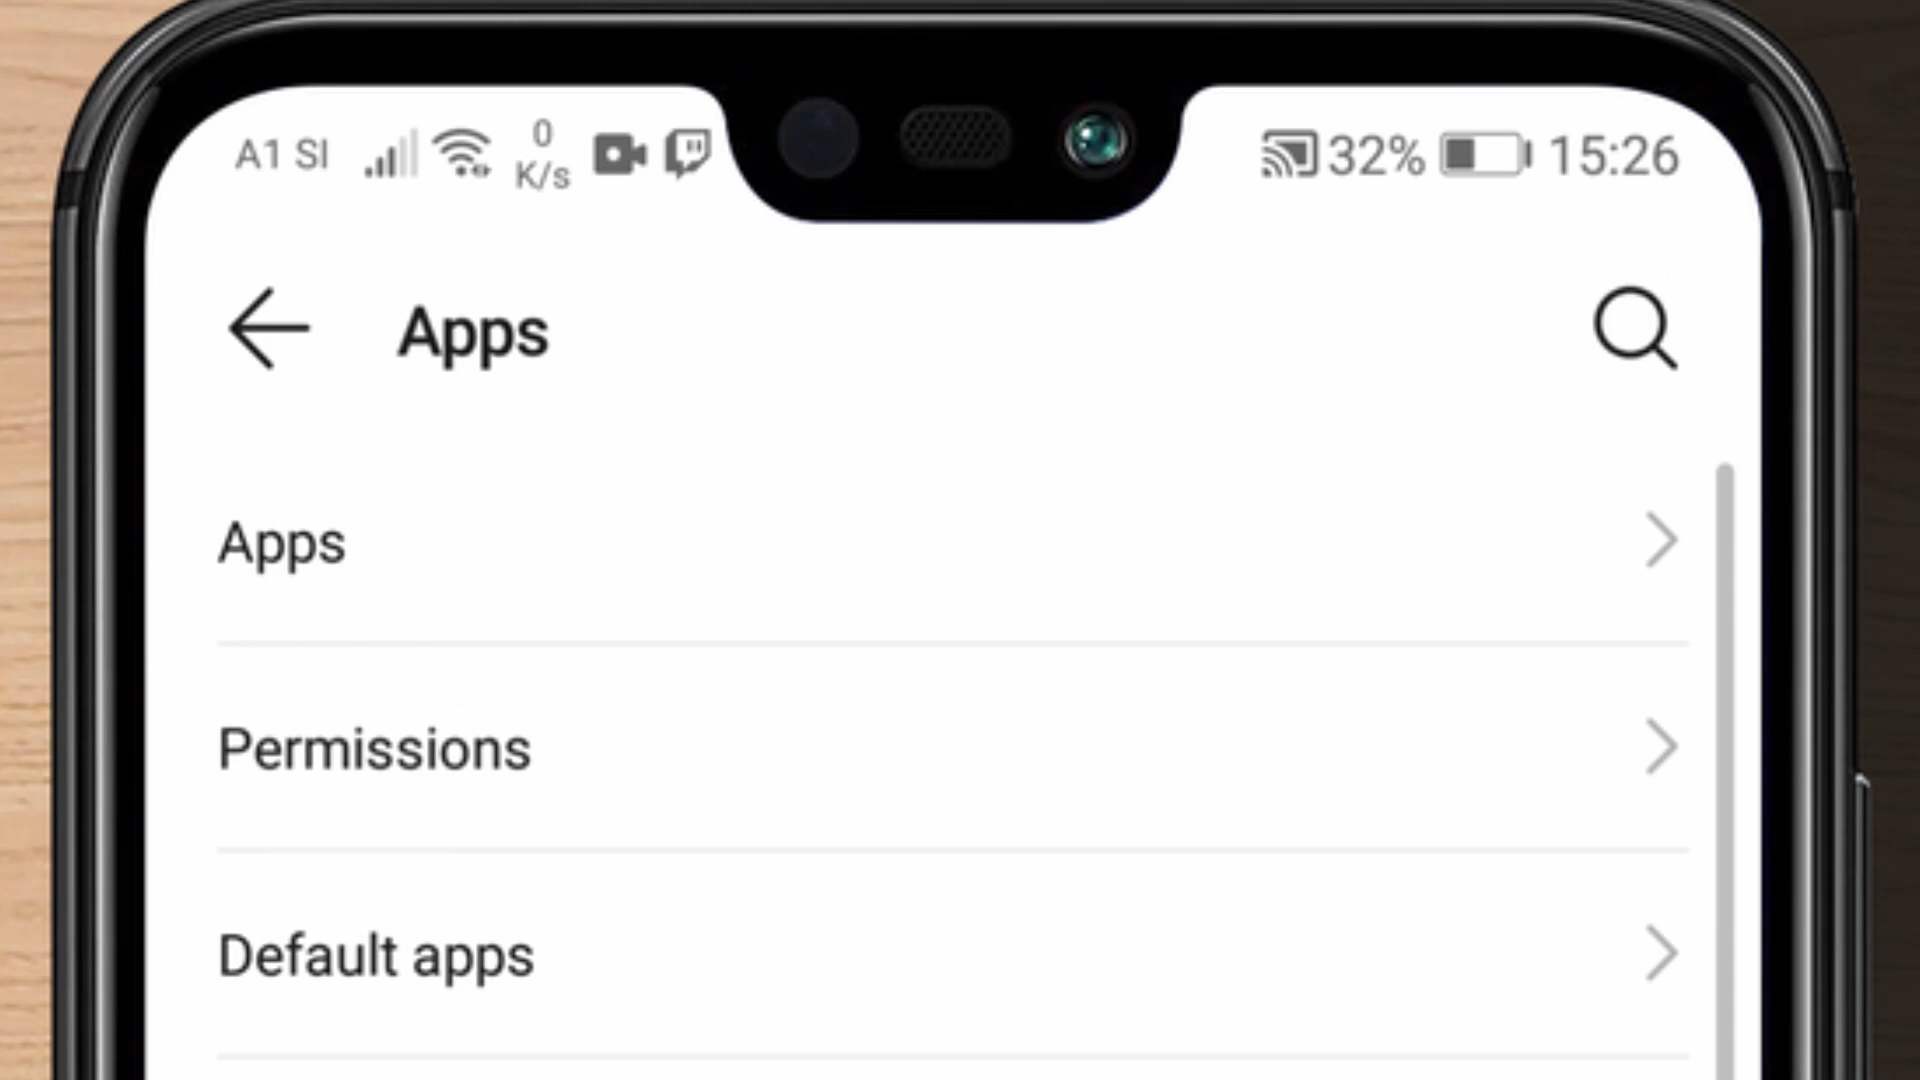 A1 SI 0 K/s 32% 15:26
Apps
Apps
Permissions
Default apps